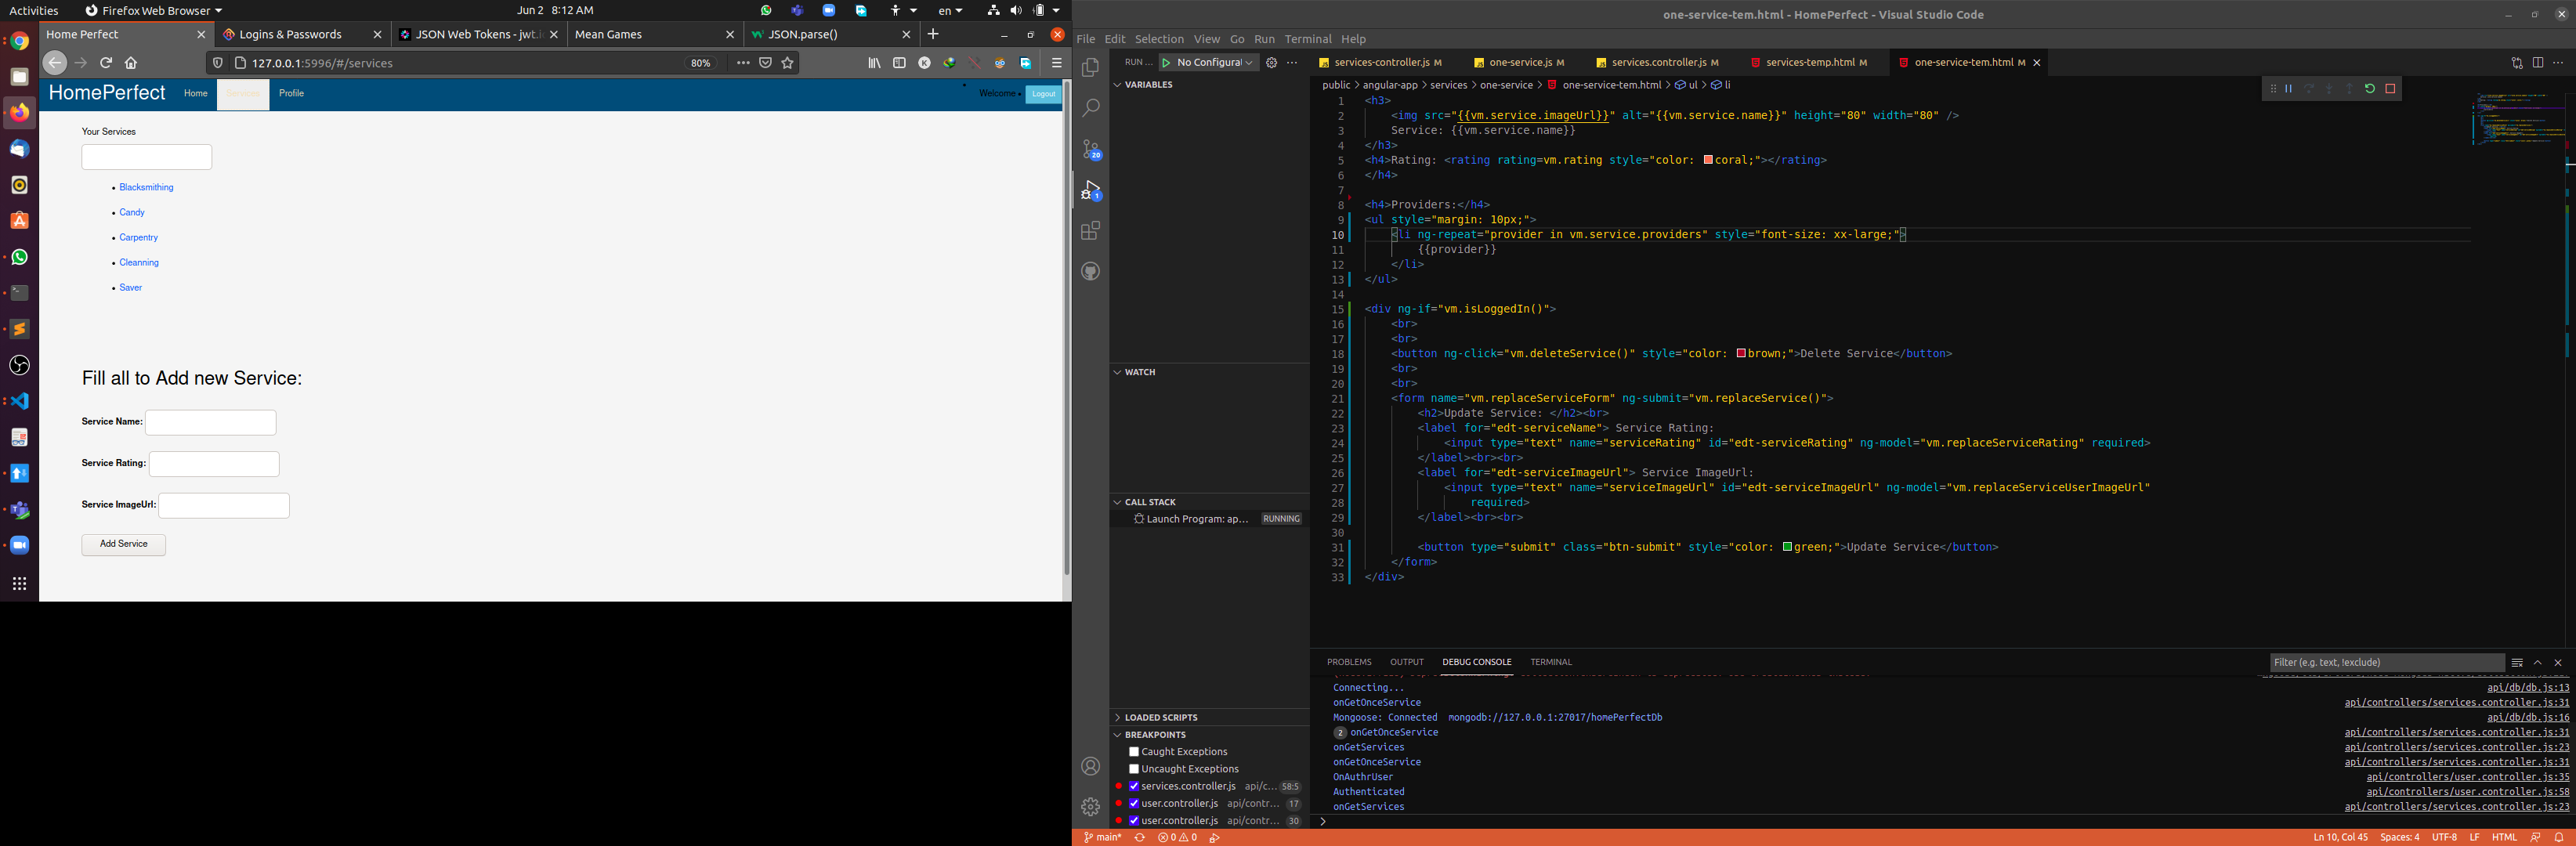 Activities
Firefox Web Browser
Jun 2 8:12 AM
en
Home Perfect
Logins & Passwords
JSON Web Tokens - jwt.i
Mean Games
JSON.parse()
127.0.0.1:5996/#/services
80%
HomePerfect
Home
Services
Profile
Welcome
Logout
Your Services
Blacksmithing
Candy
Carpentry
Cleanning
Saver
Fill all to Add new Service:
Service Name:
Service Rating:
Service ImageUrl:
Add Service
one-service-tem.html - HomePerfect - Visual Studio Code
File Edit Selection View Go Run Terminal Help
RUN ...
No Configurat
services-controller.js M
one-service.js M
services.controller.js M
services-temp.html M
one-service-tem.html M
public > angular-app > services > one-service > one-service-tem.html > ul > li
VARIABLES
WATCH
CALL STACK
Launch Program: ap... RUNNING
LOADED SCRIPTS
BREAKPOINTS
Caught Exceptions
Uncaught Exceptions
services.controller.js api/c... 58:5
user.controller.js api/contr... 17
user.controller.js api/contr... 30
20
1
1 <h3>
2 <img src="{{vm.service.imageUrl}}" alt="{{vm.service.name}}" height="80" width="80" />
3 Service: {{vm.service.name}}
4 </h3>
5 <h4>Rating: <rating rating=vm.rating style="color: coral;"></rating>
6 </h4>
7
8 <h4>Providers:</h4>
9 <ul style="margin: 10px;">
10 <li ng-repeat="provider in vm.service.providers" style="font-size: xx-large;">
11 {{provider}}
12 </li>
13 </ul>
14
15 <div ng-if="vm.isLoggedIn()">
16 <br>
17 <br>
18 <button ng-click="vm.deleteService()" style="color: brown;">Delete Service</button>
19 <br>
20 <br>
21 <form name="vm.replaceServiceForm" ng-submit="vm.replaceService()">
22 <h2>Update Service: </h2><br>
23 <label for="edt-serviceName"> Service Rating:
24 <input type="text" name="serviceRating" id="edt-serviceRating" ng-model="vm.replaceServiceRating" required>
25 </label><br><br>
26 <label for="edt-serviceImageUrl"> Service ImageUrl:
27 <input type="text" name="serviceImageUrl" id="edt-serviceImageUrl" ng-model="vm.replaceServiceUserImageUrl"
28 required>
29 </label><br><br>
30
31 <button type="submit" class="btn-submit" style="color: green;">Update Service</button>
32 </form>
33 </div>
PROBLEMS OUTPUT DEBUG CONSOLE TERMINAL
Filter (e.g. text, !exclude)
Connecting... api/db/db.js:13
onGetOnceService api/controllers/services.controller.js:31
Mongoose: Connected mongodb://127.0.0.1:27017/homePerfectDb api/db/db.js:16
2 onGetOnceService api/controllers/services.controller.js:31
onGetServices api/controllers/services.controller.js:23
onGetOnceService api/controllers/services.controller.js:31
OnAuthrUser api/controllers/user.controller.js:35
Authenticated api/controllers/user.controller.js:58
onGetServices api/controllers/services.controller.js:23
main*
0 0
Ln 10, Col 45 Spaces: 4 UTF-8 LF HTML